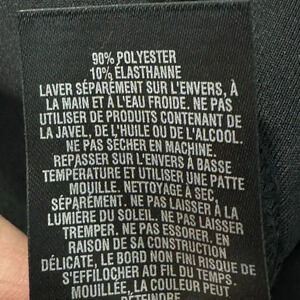 90% POLYESTER
10% ÉLASTHANNE
LAVER SÉPARÉMENT SUR L'ENVERS, À
LA MAIN ET À L'EAU FROIDE. NE PAS
UTILISER DE PRODUITS CONTENANT DE
LA JAVEL, DE L'HUILE OU DE L'ALCOOL.
NE PAS SÉCHER EN MACHINE.
REPASSER SUR L'ENVERS À BASSE
TEMPÉRATURE ET UTILISER UNE PATTE
MOUILLE. NETTOYAGE À SEC,
SÉPARÉMENT. NE PAS LAISSER À LA
LUMIÈRE DU SOLEIL. NE PAS LAISSER
TREMPER. NE PAS ESSORER. EN
RAISON DE SA CONSTRUCTION
DÉLICATE, LE BORD NON FINI RISQUE DE
S'EFFILOCHER AU FIL DU TEMPS.
MOUILLÉE, LA COULEUR PEUT
DÉTEINDRE